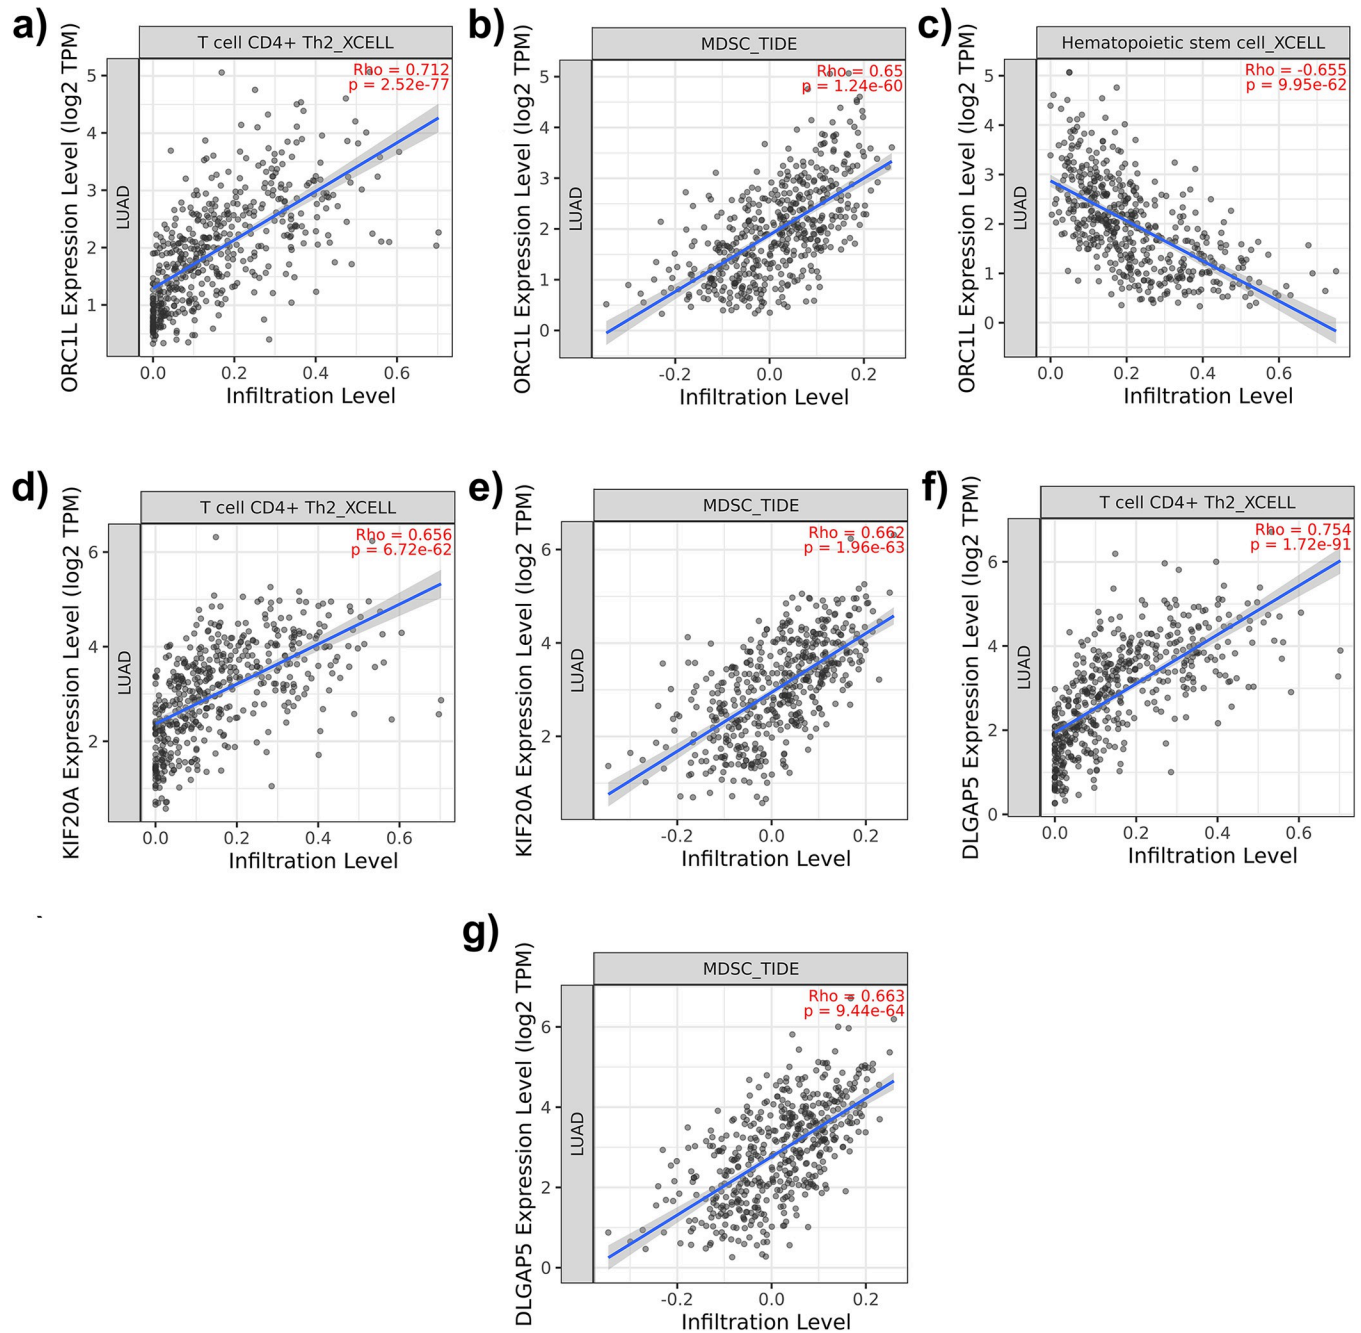 a)
T cell CD4+ Th2_XCELL
Rho = 0.712
p = 2.52e-77
LUAD
ORC1L Expression Level (log2 TPM)
5
4
3
2
1
0.0 0.2 0.4 0.6
Infiltration Level
b)
MDSC_TIDE
Rho = 0.65
p = 1.24e-60
LUAD
ORC1L Expression Level (log2 TPM)
5
4
3
2
1
0
-0.2 0.0 0.2
Infiltration Level
c)
Hematopoietic stem cell_XCELL
Rho = -0.655
p = 9.95e-62
LUAD
ORC1L Expression Level (log2 TPM)
5
4
3
2
1
0
0.0 0.2 0.4 0.6
Infiltration Level
d)
T cell CD4+ Th2_XCELL
Rho = 0.656
p = 6.72e-62
LUAD
KIF20A Expression Level (log2 TPM)
6
4
2
0.0 0.2 0.4 0.6
Infiltration Level
e)
MDSC_TIDE
Rho = 0.662
p = 1.96e-63
LUAD
KIF20A Expression Level (log2 TPM)
6
4
2
-0.2 0.0 0.2
Infiltration Level
f)
T cell CD4+ Th2_XCELL
Rho = 0.754
p = 1.72e-91
LUAD
DLGAP5 Expression Level (log2 TPM)
6
4
2
0
0.0 0.2 0.4 0.6
Infiltration Level
g)
MDSC_TIDE
Rho = 0.663
p = 9.44e-64
LUAD
DLGAP5 Expression Level (log2 TPM)
6
4
2
0
-0.2 0.0 0.2
Infiltration Level